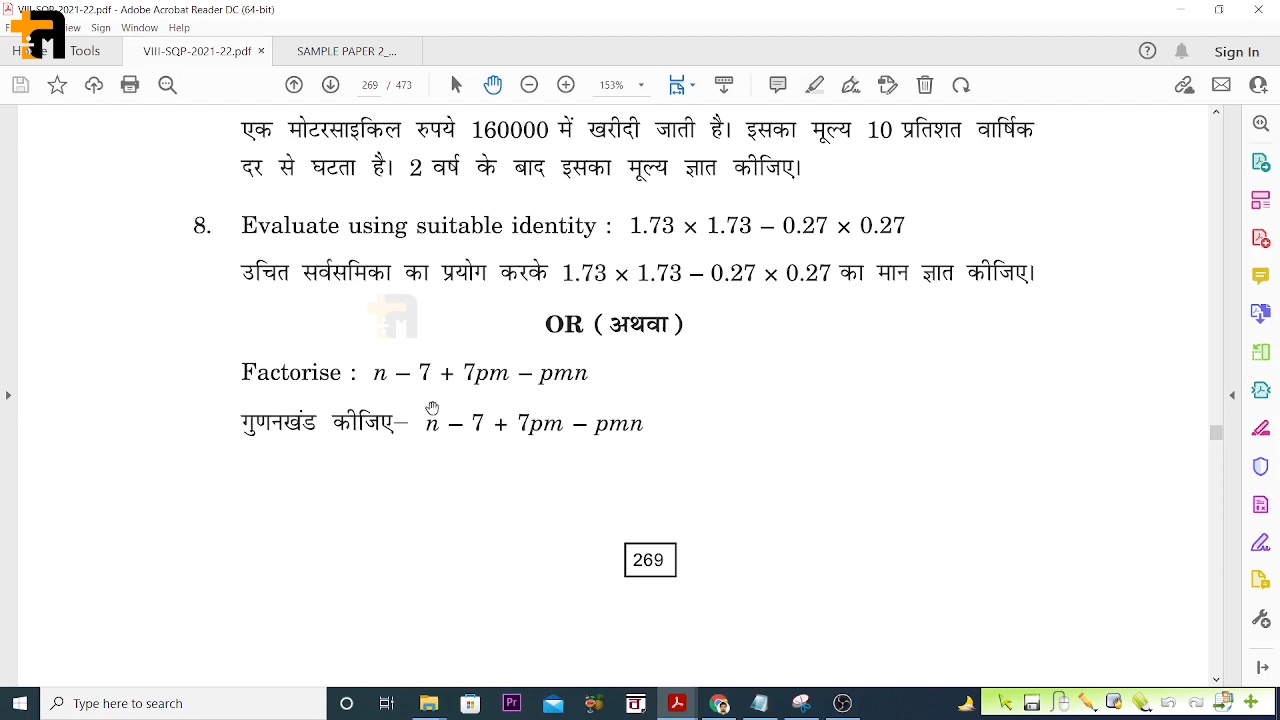 VIII-SQP-2021-22.pdf - Adobe Acrobat Reader DC (64-bit)
View Sign Window Help
Tools VIII-SQP-2021-22.pdf × SAMPLE PAPER 2_... Sign In
269 / 473 153%
एक मोटरसाइकिल रुपये 160000 में खरीदी जाती है। इसका मूल्य 10 प्रतिशत वार्षिक
दर से घटता है। 2 वर्ष के बाद इसका मूल्य ज्ञात कीजिए।
8. Evaluate using suitable identity : 1.73 × 1.73 – 0.27 × 0.27
उचित सर्वसमिका का प्रयोग करके 1.73 × 1.73 – 0.27 × 0.27 का मान ज्ञात कीजिए।
OR ( अथवा )
Factorise : n – 7 + 7pm – pmn
गुणनखंड कीजिए– n – 7 + 7pm – pmn
269
Type here to search